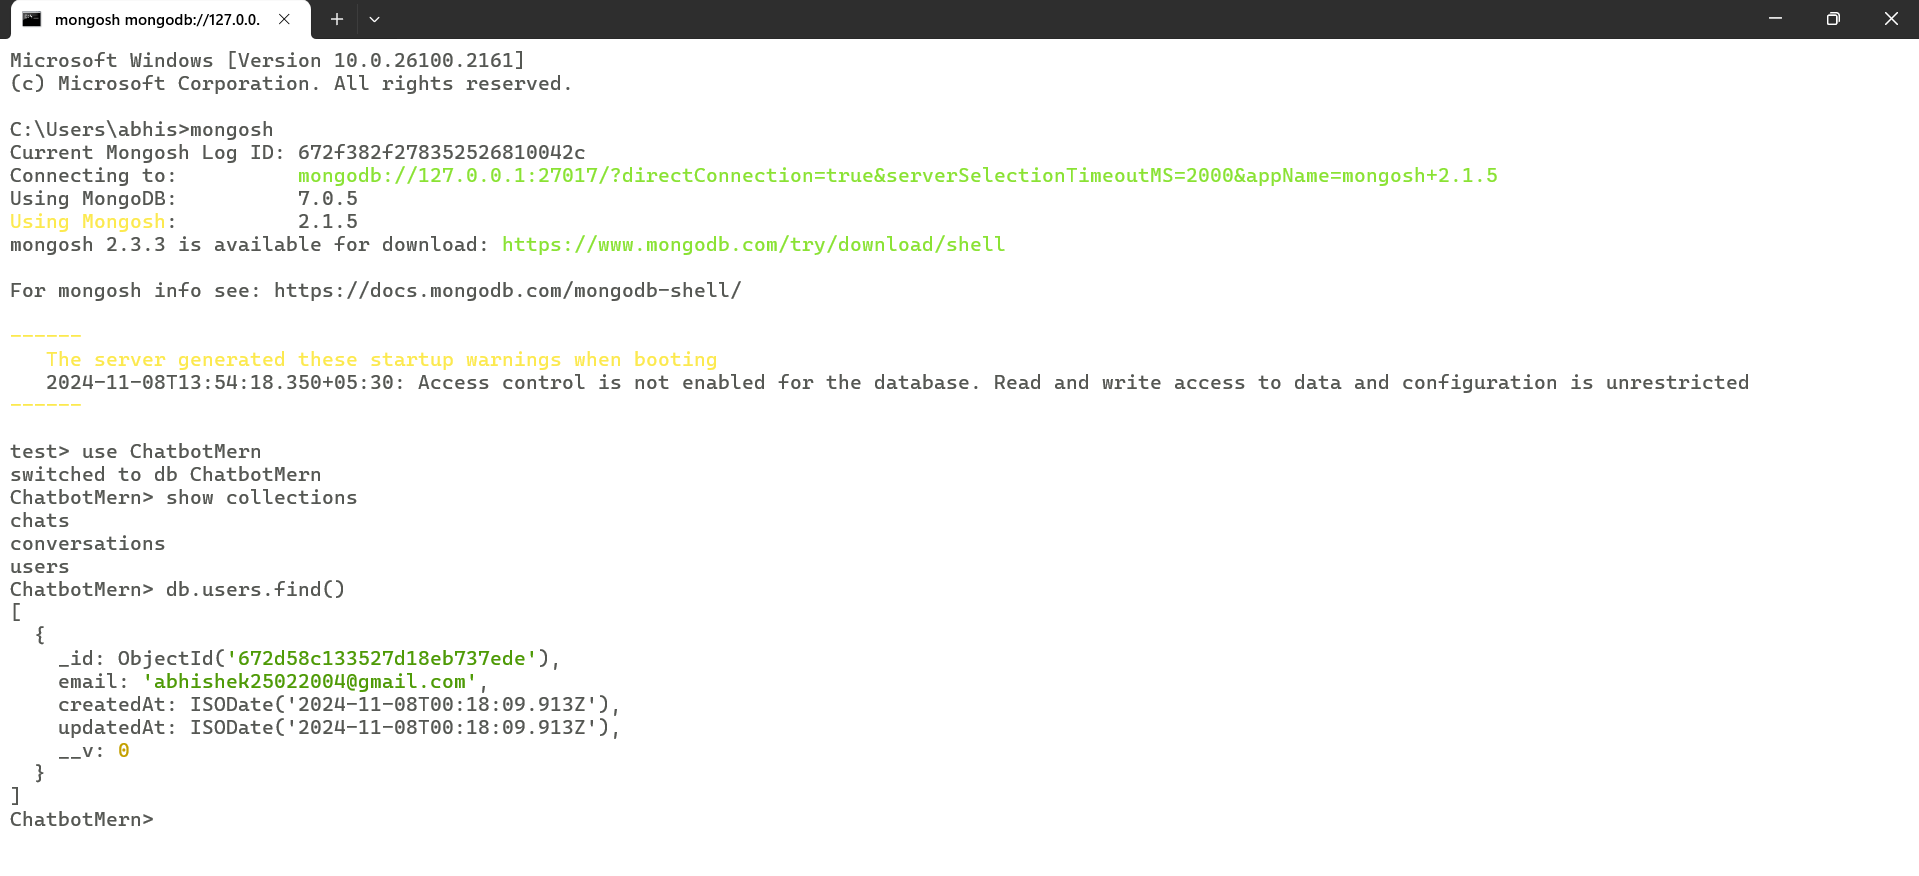 mongosh mongodb://127.0.0.
Microsoft Windows [Version 10.0.26100.2161]
(c) Microsoft Corporation. All rights reserved.
C:\Users\abhis>mongosh
Current Mongosh Log ID: 672f382f278352526810042c
Connecting to: mongodb://127.0.0.1:27017/?directConnection=true&serverSelectionTimeoutMS=2000&appName=mongosh+2.1.5
Using MongoDB: 7.0.5
Using Mongosh: 2.1.5
mongosh 2.3.3 is available for download: https://www.mongodb.com/try/download/shell
For mongosh info see: https://docs.mongodb.com/mongodb-shell/
------
The server generated these startup warnings when booting
2024-11-08T13:54:18.350+05:30: Access control is not enabled for the database. Read and write access to data and configuration is unrestricted
------
test> use ChatbotMern
switched to db ChatbotMern
ChatbotMern> show collections
chats
conversations
users
ChatbotMern> db.users.find()
[
{
_id: ObjectId('672d58c133527d18eb737ede'),
email: 'abhishek25022004@gmail.com',
createdAt: ISODate('2024-11-08T00:18:09.913Z'),
updatedAt: ISODate('2024-11-08T00:18:09.913Z'),
__v: 0
}
]
ChatbotMern>